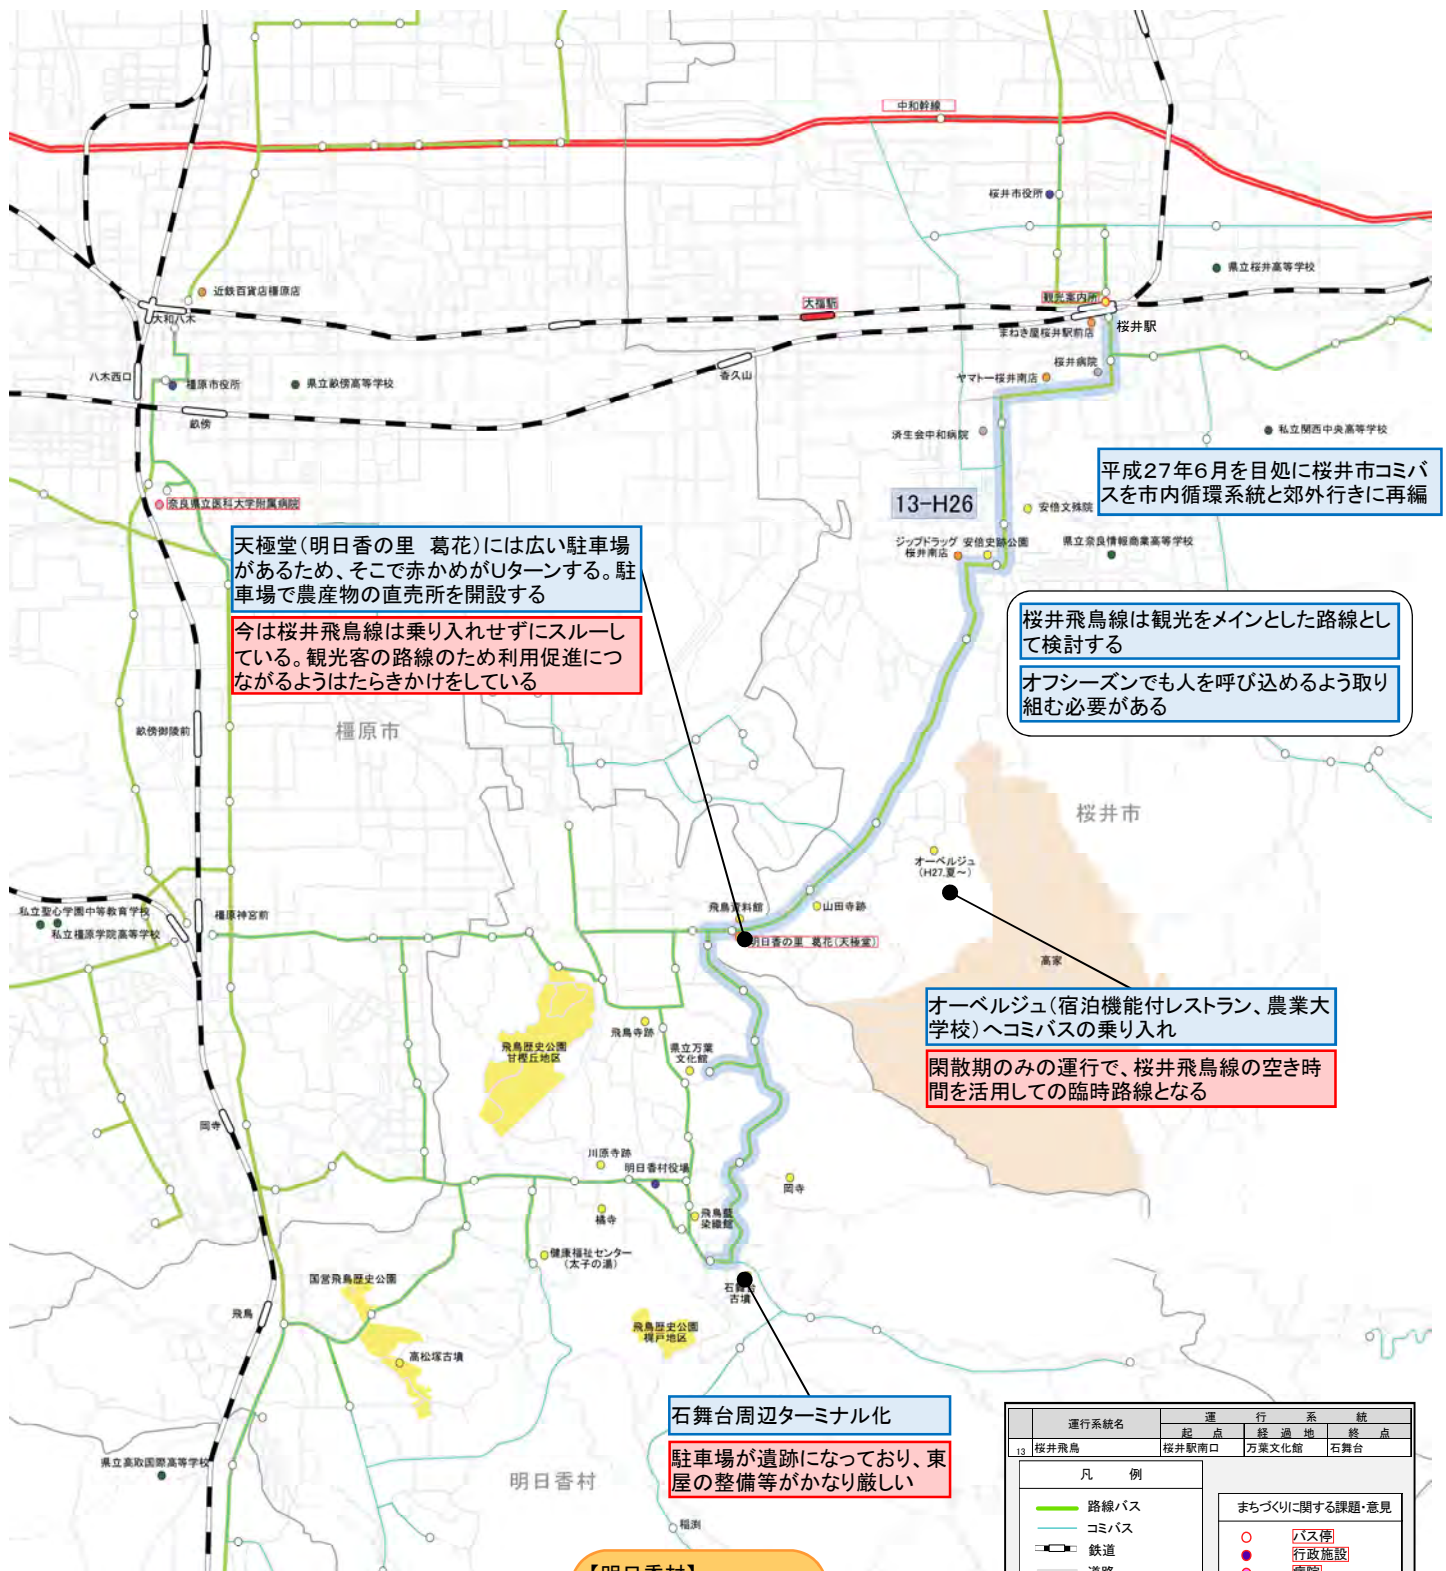 中和幹線
桜井市役所
県立桜井高等学校
近鉄百貨店橿原店
大和八木
大福駅
観光案内所
まねき屋桜井駅前店
桜井駅
八木西口
橿原市役所
県立畝傍高等学校
香久山
桜井病院
ヤマトー桜井南店
畝傍
済生会中和病院
私立関西中央高等学校
平成27年6月を目処に桜井市コミバ
スを市内循環系統と郊外行きに再編
奈良県立医科大学附属病院
13-H26
安倍文殊院
ジップドラッグ
桜井南店
安倍史跡公園
県立奈良情報商業高等学校
天極堂(明日香の里 葛花)には広い駐車場
があるため、そこで赤かめがUターンする。駐
車場で農産物の直売所を開設する
今は桜井飛鳥線は乗り入れせずにスルーし
ている。観光客の路線のため利用促進につ
ながるようはたらきかけをしている
桜井飛鳥線は観光をメインとした路線とし
て検討する
オフシーズンでも人を呼び込めるよう取り
組む必要がある
畝傍御陵前
橿原市
桜井市
オーベルジュ
(H27.夏~)
私立聖心学園中等教育学校
私立橿原学院高等学校
橿原神宮前
飛鳥資料館
山田寺跡
明日香の里 葛花(天極堂)
高家
オーベルジュ(宿泊機能付レストラン、農業大
学校)へコミバスの乗り入れ
閑散期のみの運行で、桜井飛鳥線の空き時
間を活用しての臨時路線となる
飛鳥寺跡
飛鳥歴史公園
甘樫丘地区
県立万葉
文化館
岡寺
川原寺跡
明日香村役場
岡寺
橘寺
飛鳥藍
染織館
健康福祉センター
(太子の湯)
国営飛鳥歴史公園
石舞台
古墳
飛鳥
飛鳥歴史公園
祝戸地区
高松塚古墳
石舞台周辺ターミナル化
駐車場が遺跡になっており、東
屋の整備等がかなり厳しい
県立高取国際高等学校
明日香村
稲渕
【明日香村】
運行系統名
運行系統
起点
経過地
終点
13
桜井飛鳥
桜井駅南口
万葉文化館
石舞台
凡例
路線バス
コミバス
鉄道
道路
まちづくりに関する課題・意見
バス停
行政施設
病院